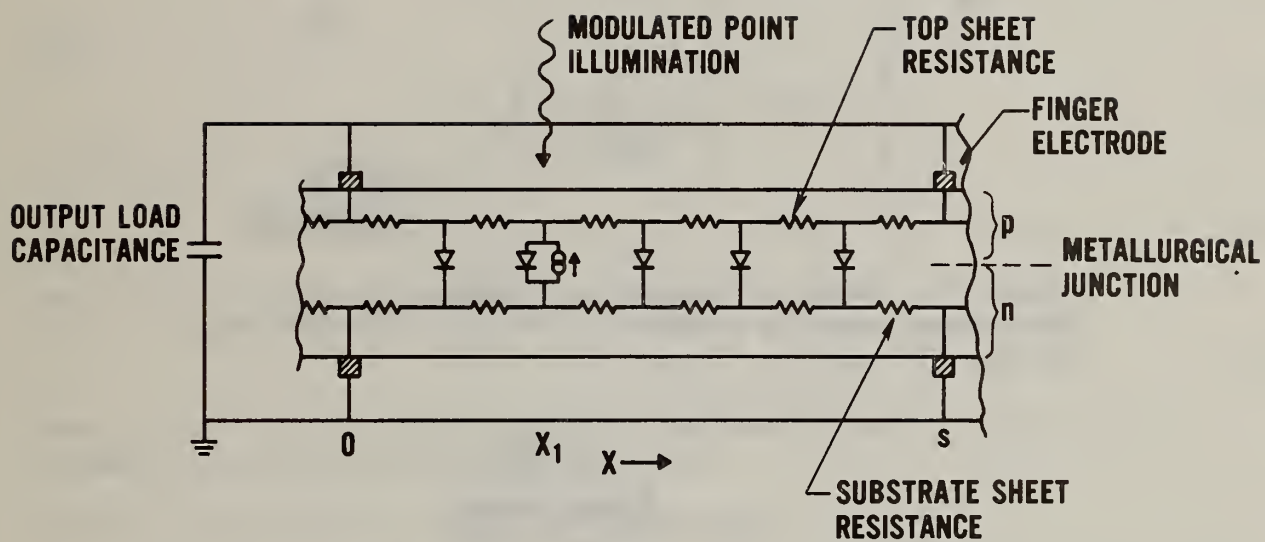 MODULATED POINT
ILLUMINATION
TOP SHEET
RESISTANCE
FINGER
ELECTRODE
OUTPUT LOAD
CAPACITANCE
p
METALLURGICAL
JUNCTION
n
0
X1
X
s
SUBSTRATE SHEET
RESISTANCE